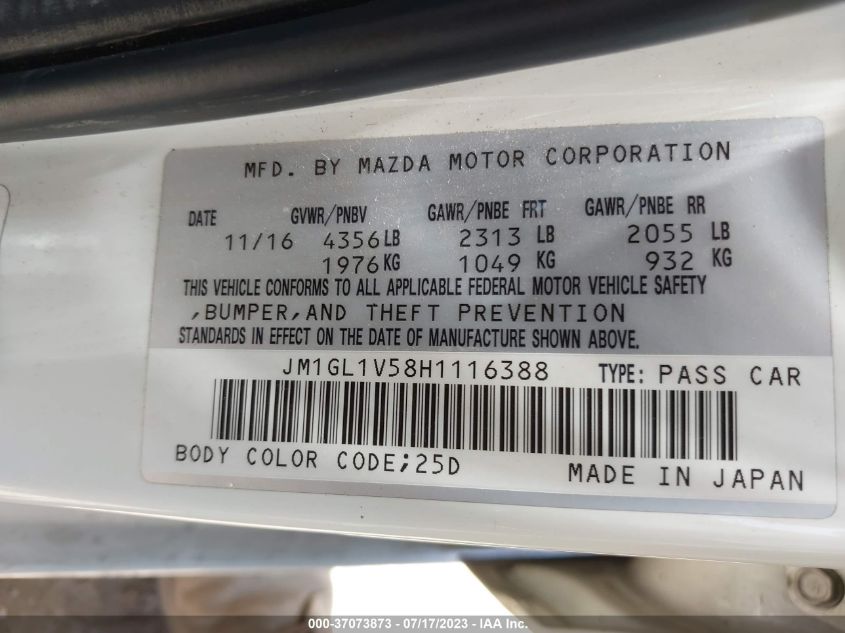 MFD. BY MAZDA MOTOR CORPORATION
DATE GVWR/PNBV GAWR/PNBE FRT GAWR/PNBE RR
11/16 4356LB 2313 LB 2055 LB
1976KG 1049 KG 932 KG
THIS VEHICLE CONFORMS TO ALL APPLICABLE FEDERAL MOTOR VEHICLE SAFETY
,BUMPER,AND THEFT PREVENTION
STANDARDS IN EFFECT ON THE DATE OF MANUFACTURE SHOWN ABOVE.
JM1GL1V58H1116388 TYPE: PASS CAR
BODY COLOR CODE;25D MADE IN JAPAN
000-37073873 - 07/17/2023 - IAA Inc.